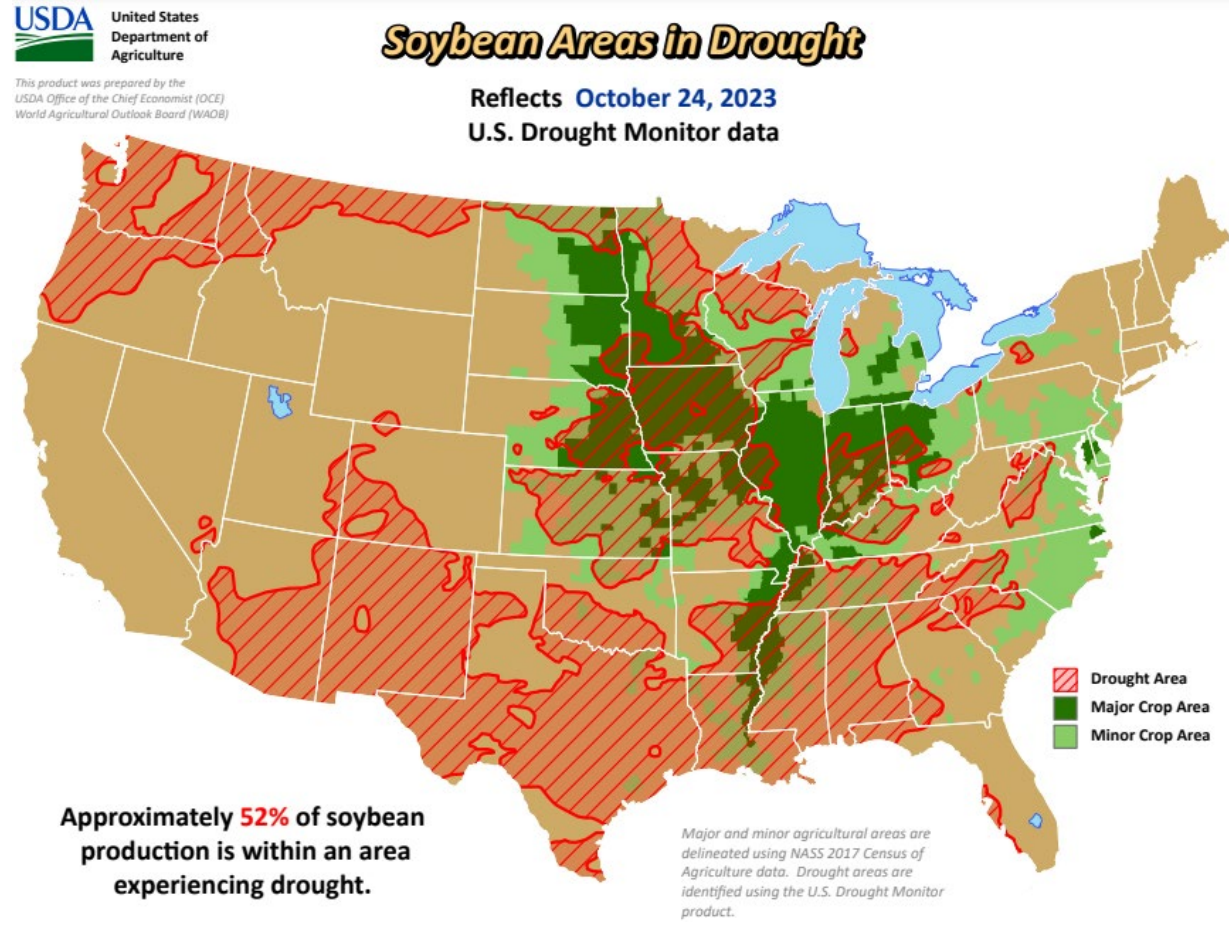 USDA
United States
Department of
Agriculture
This product was prepared by the
USDA Office of the Chief Economist (OCE)
World Agricultural Outlook Board (WAOB)
Soybean Areas in Drought
Reflects October 24, 2023
U.S. Drought Monitor data
Drought Area
Major Crop Area
Minor Crop Area
Approximately 52% of soybean
production is within an area
experiencing drought.
Major and minor agricultural areas are
delineated using NASS 2017 Census of
Agriculture data. Drought areas are
identified using the U.S. Drought Monitor
product.